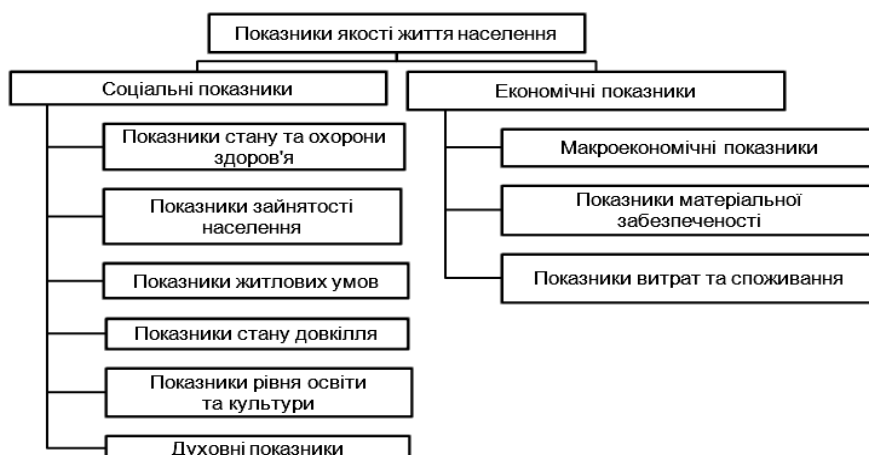 Показники якості життя населення
Соціальні показники
Показники стану та охорони
здоров'я
Показники зайнятості
населення
Показники житлових умов
Показники стану довкілля
Показники рівня освіти
та культури
Духовні показники
Економічні показники
Макроекономічні показники
Показники матеріальної
забезпеченості
Показники витрат та споживання